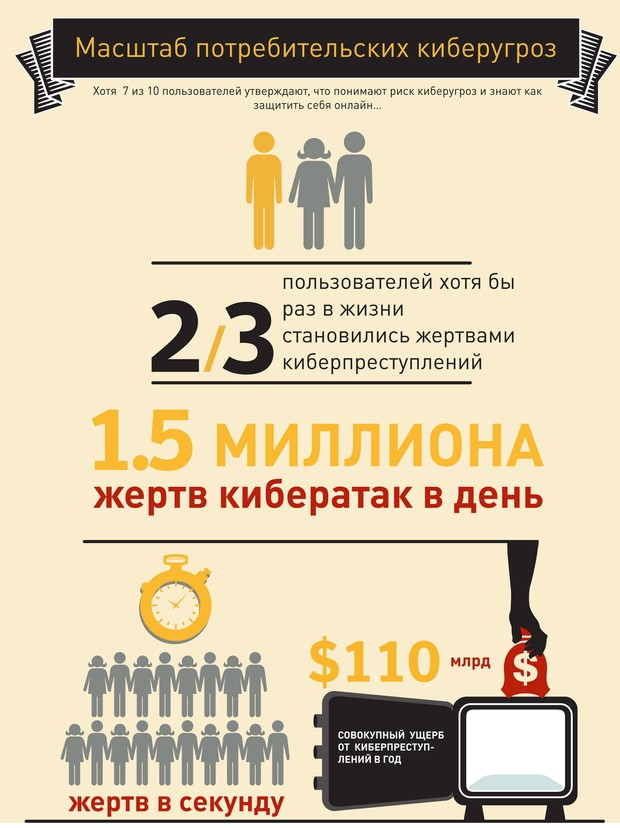 Масштаб потребительских киберугроз
Хотя 7 из 10 пользователей утверждают, что понимают риск киберугроз и знают как
защитить себя онлайн...
2/3
пользователей хотя бы
раз в жизни
становились жертвами
киберпреступлений
1.5 МИЛЛИОНА
жертв кибератак в день
$110 млрд
$
СОВОКУПНЫЙ УЩЕРБ
ОТ КИБЕРПРЕСТУП-
ЛЕНИЙ В ГОД
жертв в секунду